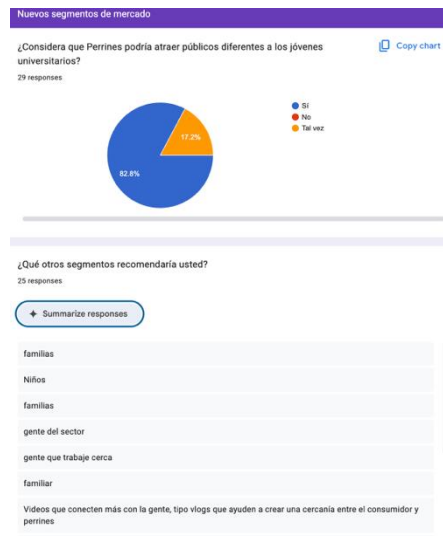 Nuevos segmentos de mercado
¿Considera que Perrines podría atraer públicos diferentes a los jóvenes
universitarios?
Copy chart
29 responses
Sí
No
Tal vez
17.2%
82.8%
¿Qué otros segmentos recomendaría usted?
25 responses
Summarize responses
familias
Niños
familias
gente del sector
gente que trabaje cerca
familiar
Videos que conecten más con la gente, tipo vlogs que ayuden a crear una cercanía entre el consumidor y
perrines